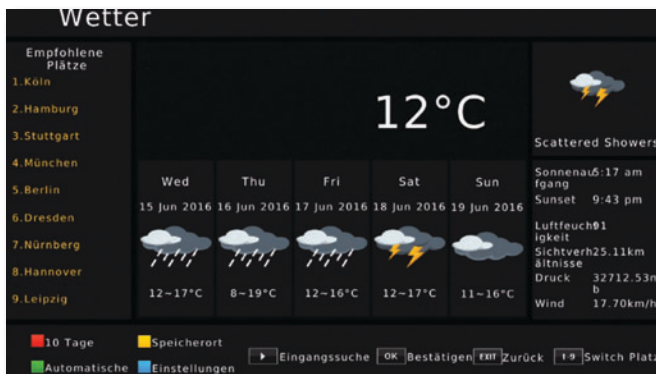 Wetter
Empfohlene
Plätze
1.Köln
2.Hamburg
3.Stuttgart
4.München
5.Berlin
6.Dresden
7.Nürnberg
8.Hannover
9.Leipzig
12°C
Scattered Showers
Wed Thu Fri Sat Sun
15 Jun 2016 16 Jun 2016 17 Jun 2016 18 Jun 2016 19 Jun 2016
12~17°C 8~19°C 12~16°C 12~17°C 11~16°C
Sonnenau 5:17 am
fgang
Sunset 9:43 pm
Luftfeucht 91
igkeit
Sichtverh 25.11km
ältnisse
Druck 32712.53m
b
Wind 17.70km/h
10 Tage Speicherort
Automatische Einstellungen
Eingangssuche OK Bestätigen EXIT Zurück 1-9 Switch Platz